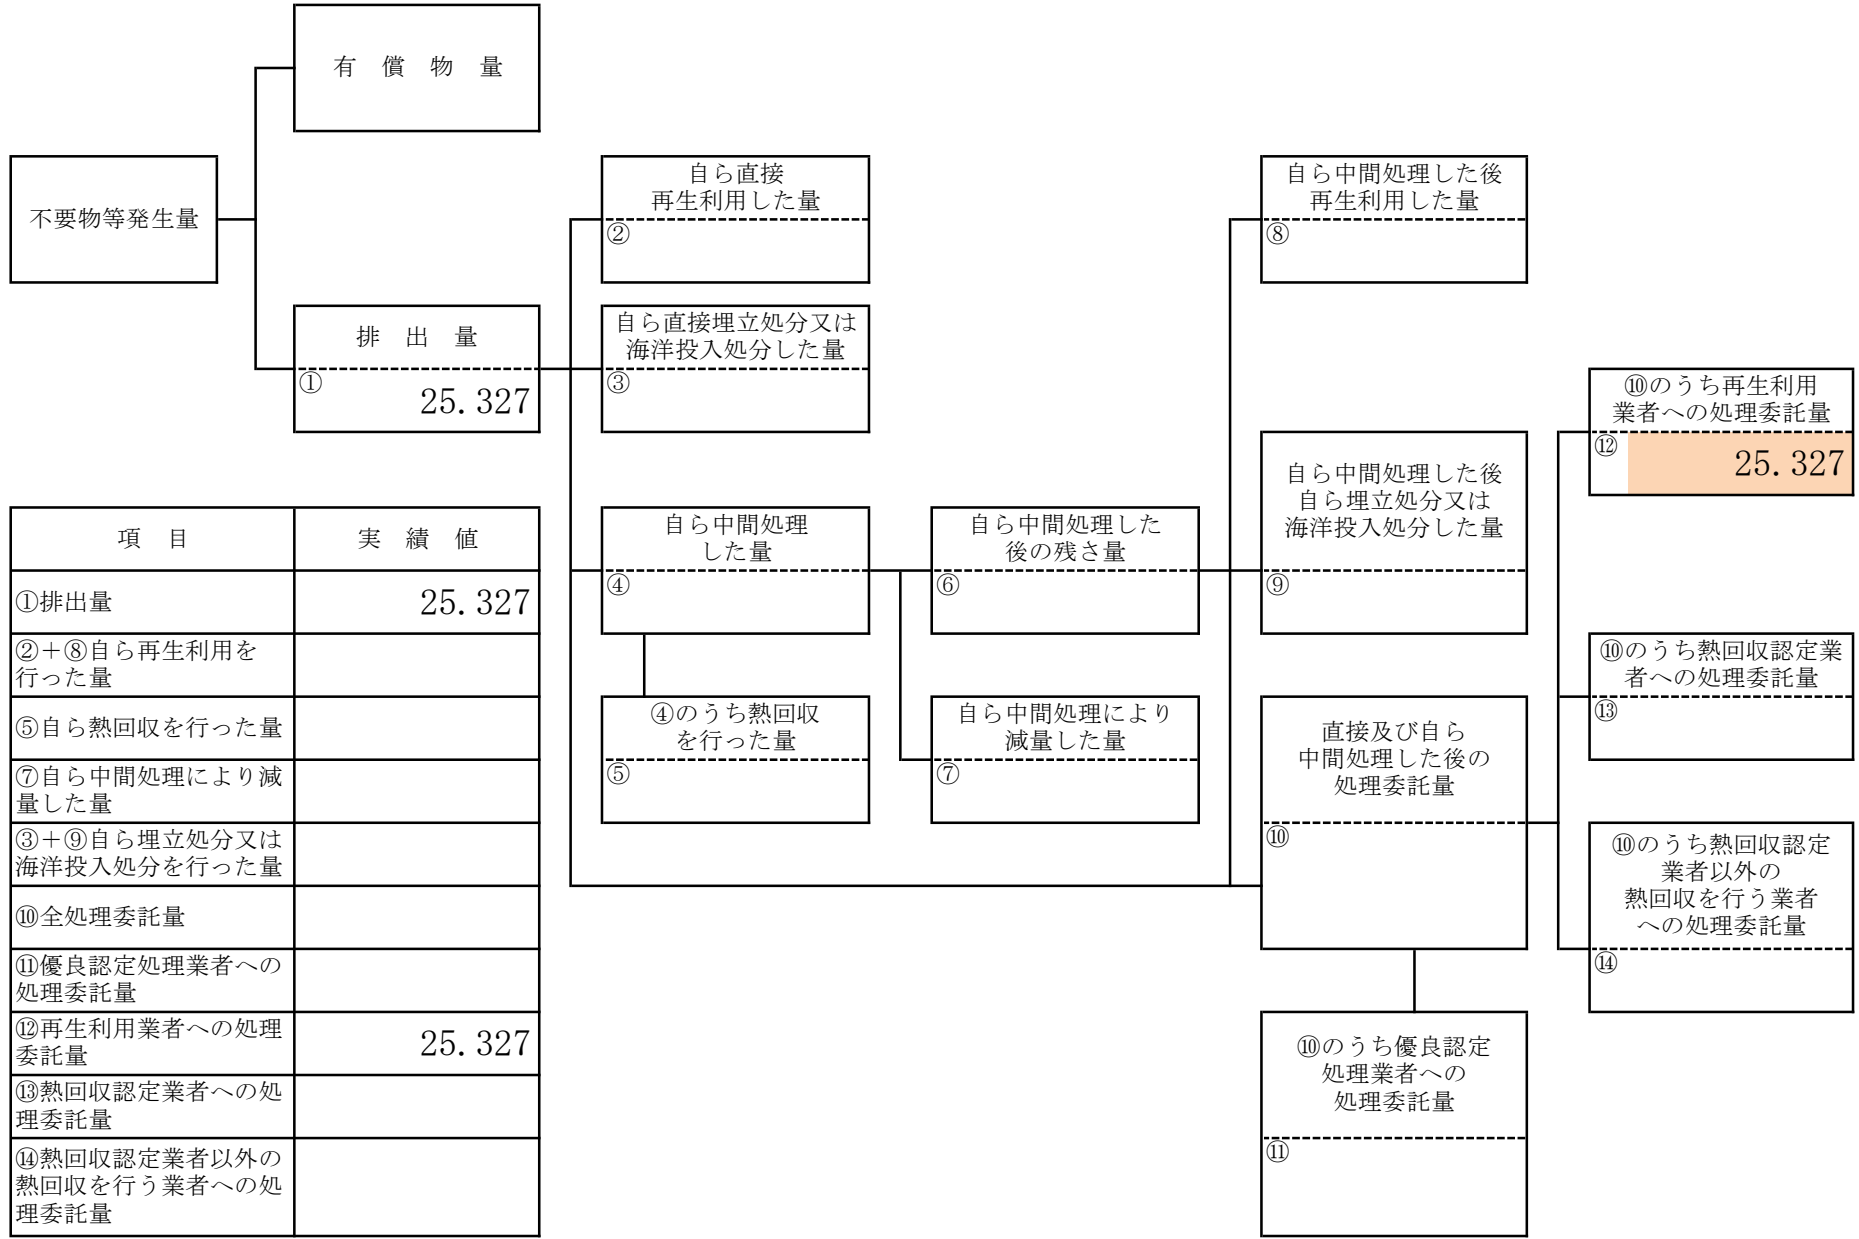 有　償　物　量
不要物等発生量
排　出　量
①
25.327
自ら直接
再生利用した量
②
自ら直接埋立処分又は
海洋投入処分した量
③
自ら中間処理
した量
④
④のうち熱回収
を行った量
⑤
自ら中間処理した
後の残さ量
⑥
自ら中間処理により
減量した量
⑦
自ら中間処理した後
再生利用した量
⑧
自ら中間処理した後
自ら埋立処分又は
海洋投入処分した量
⑨
直接及び自ら
中間処理した後の
処理委託量
⑩
⑩のうち優良認定
処理業者への
処理委託量
⑪
⑩のうち再生利用
業者への処理委託量
⑫
25.327
⑩のうち熱回収認定業
者への処理委託量
⑬
⑩のうち熱回収認定
業者以外の
熱回収を行う業者
への処理委託量
⑭
項　目　実　績　値
①排出量　25.327
②＋⑧自ら再生利用を
行った量
⑤自ら熱回収を行った量
⑦自ら中間処理により減
量した量
③＋⑨自ら埋立処分又は
海洋投入処分を行った量
⑩全処理委託量
⑪優良認定処理業者への
処理委託量
⑫再生利用業者への処理
委託量
25.327
⑬熱回収認定業者への処
理委託量
⑭熱回収認定業者以外の
熱回収を行う業者への処
理委託量